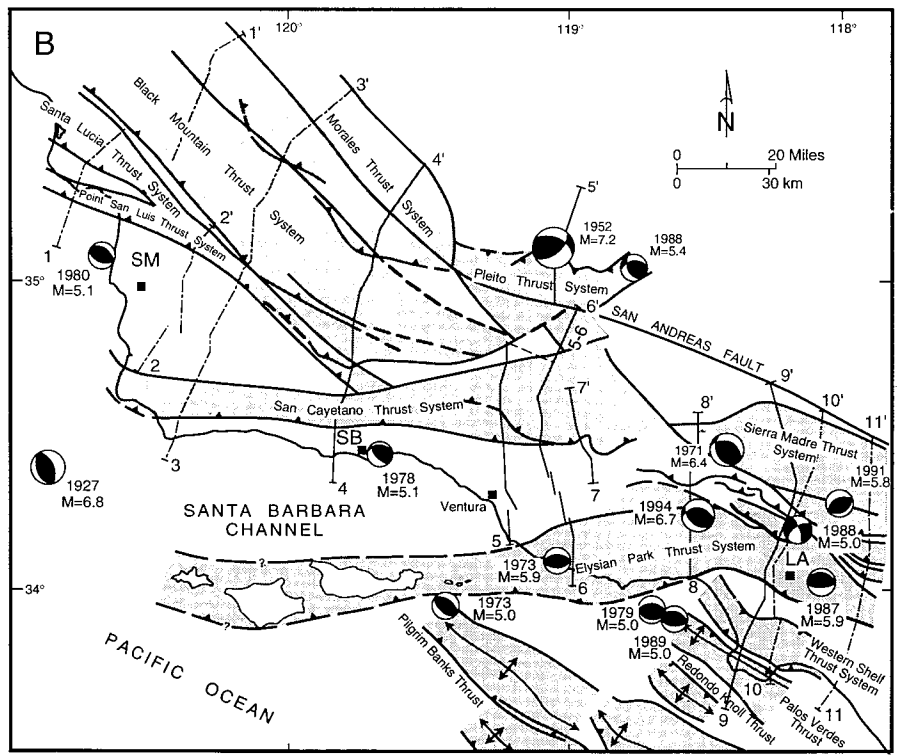 B
120°
119°
118°
1'
3'
Black
Mountain
Thrust
System
Morales Thrust
System
Santa Lucia Thrust System
Point San Luis Thrust System
N
0 20 Miles
0 30 km
4'
5'
2'
1
1952
M=7.2
1988
M=5.4
1980
M=5.1
SM
35°
Pleito Thrust System
6'
SAN ANDREAS FAULT
5-6
2
7'
9'
8'
10'
11'
San Cayetano Thrust System
Sierra Madre Thrust
System
SB
3
4
1978
M=5.1
7
1971
M=6.4
1991
M=5.8
1927
M=6.8
Ventura
SANTA BARBARA
CHANNEL
1994
M=6.7
1988
M=5.0
5
1973
M=5.9
Elysian Park Thrust System
LA
6
8
34°
?
?
1973
M=5.0
1979
M=5.0
1989
M=5.0
1987
M=5.9
Pilgrim Banks Thrust
Redondo Knoll Thrust
Western Shelf
Thrust System
Palos Verdes
Thrust
9
10
11
PACIFIC OCEAN